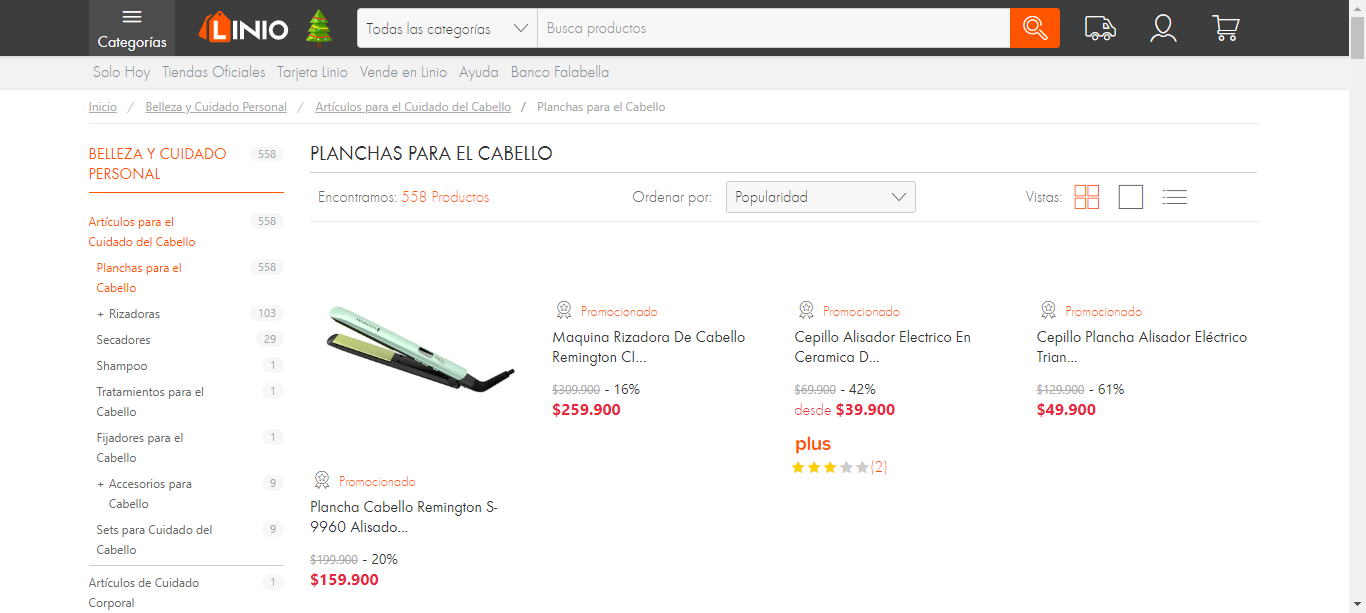 Categorías
LINIO
Todas las categorías
Busca productos
Solo Hoy Tiendas Oficiales Tarjeta Linio Vende en Linio Ayuda Banco Falabella
Inicio / Belleza y Cuidado Personal / Artículos para el Cuidado del Cabello / Planchas para el Cabello
BELLEZA Y CUIDADO 558
PERSONAL
Artículos para el 558
Cuidado del Cabello
Planchas para el 558
Cabello
+ Rizadoras 103
Secadores 29
Shampoo 1
Tratamientos para el 1
Cabello
Fijadores para el 1
Cabello
+ Accesorios para 9
Cabello
Sets para Cuidado del 9
Cabello
Artículos de Cuidado 1
Corporal
PLANCHAS PARA EL CABELLO
Encontramos: 558 Productos
Ordenar por: Popularidad
Vistas:
Promocionado
Plancha Cabello Remington S-
9960 Alisado...
$199.900 - 20%
$159.900
Promocionado
Maquina Rizadora De Cabello
Remington CI...
$309.900 - 16%
$259.900
Promocionado
Cepillo Alisador Electrico En
Ceramica D...
$69.900 - 42%
desde $39.900
plus
(2)
Promocionado
Cepillo Plancha Alisador Eléctrico
Trian...
$129.900 - 61%
$49.900